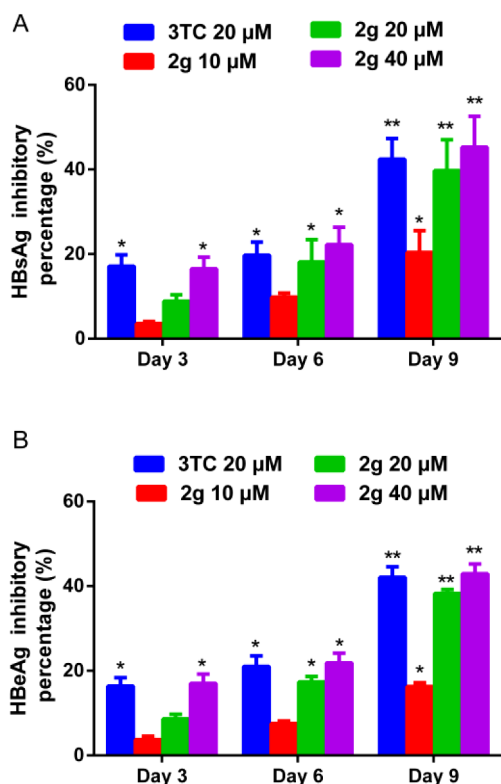 A
3TC 20 µM 2g 20 µM
2g 10 µM 2g 40 µM
HBsAg inhibitory
percentage (%)
60
40
20
0
* * * * * ** * ** **
Day 3 Day 6 Day 9
B
3TC 20 µM 2g 20 µM
2g 10 µM 2g 40 µM
HBeAg inhibitory
percentage (%)
60
40
20
0
* * * * * ** * ** **
Day 3 Day 6 Day 9